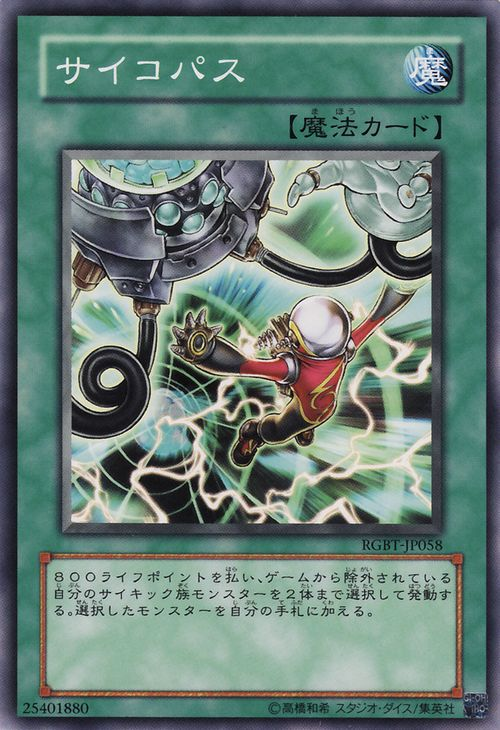 サイコパス
魔
【魔法カード】
まほう
RGBT-JP058
８００ライフポイントを払い、ゲームから除外されている
自分のサイキック族モンスターを２体まで選択して発動す
る。選択したモンスターを自分の手札に加える。
25401880
©高橋和希 スタジオ・ダイス/集英社